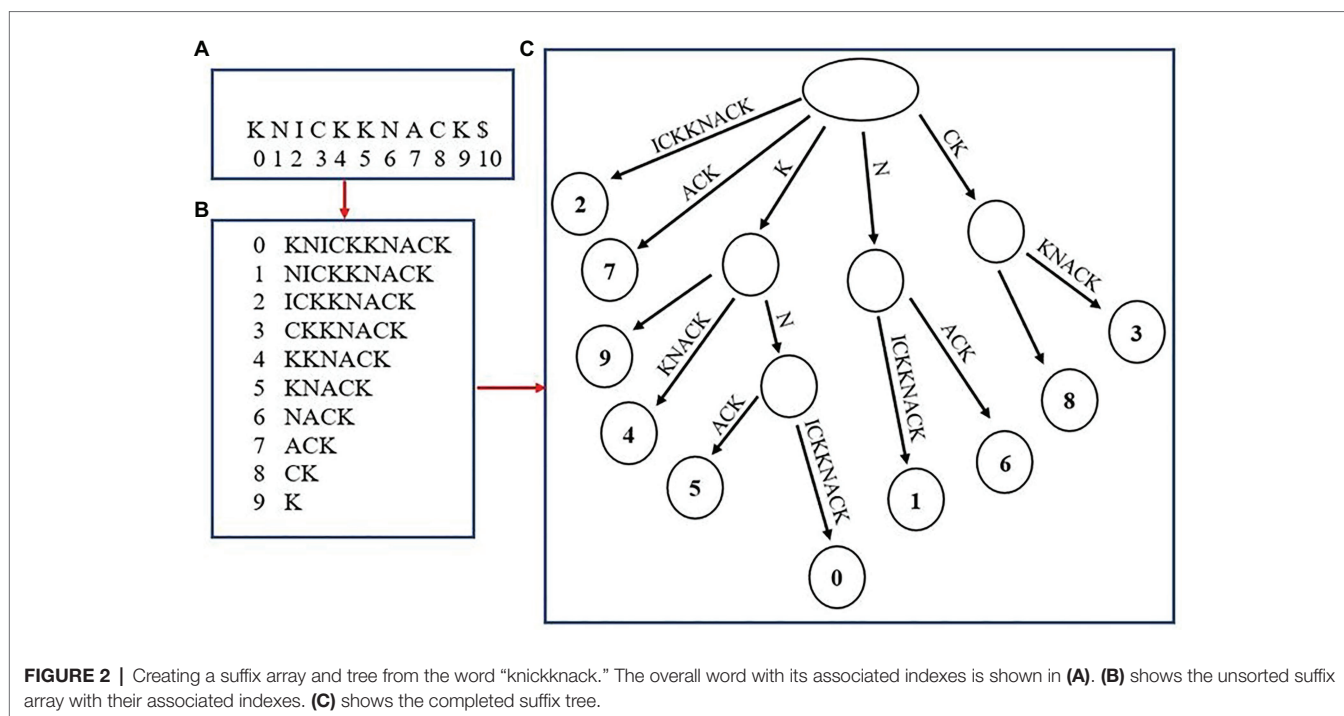 A
K N I C K K N A C K $
0 1 2 3 4 5 6 7 8 9 10
B
0 KNICKKNACK
1 NICKKNACK
2 ICKKNACK
3 CKKNACK
4 KKNACK
5 KNACK
6 NACK
7 ACK
8 CK
9 K
C
ICKKNACK
ACK
K
N
CK
2
7
KNACK
9
KNACK
N
ICKKNACK
ACK
3
4
ACK
ICKKNACK
8
5
1
6
0
FIGURE 2 | Creating a suffix array and tree from the word “knickknack.” The overall word with its associated indexes is shown in (A). (B) shows the unsorted suffix
array with their associated indexes. (C) shows the completed suffix tree.